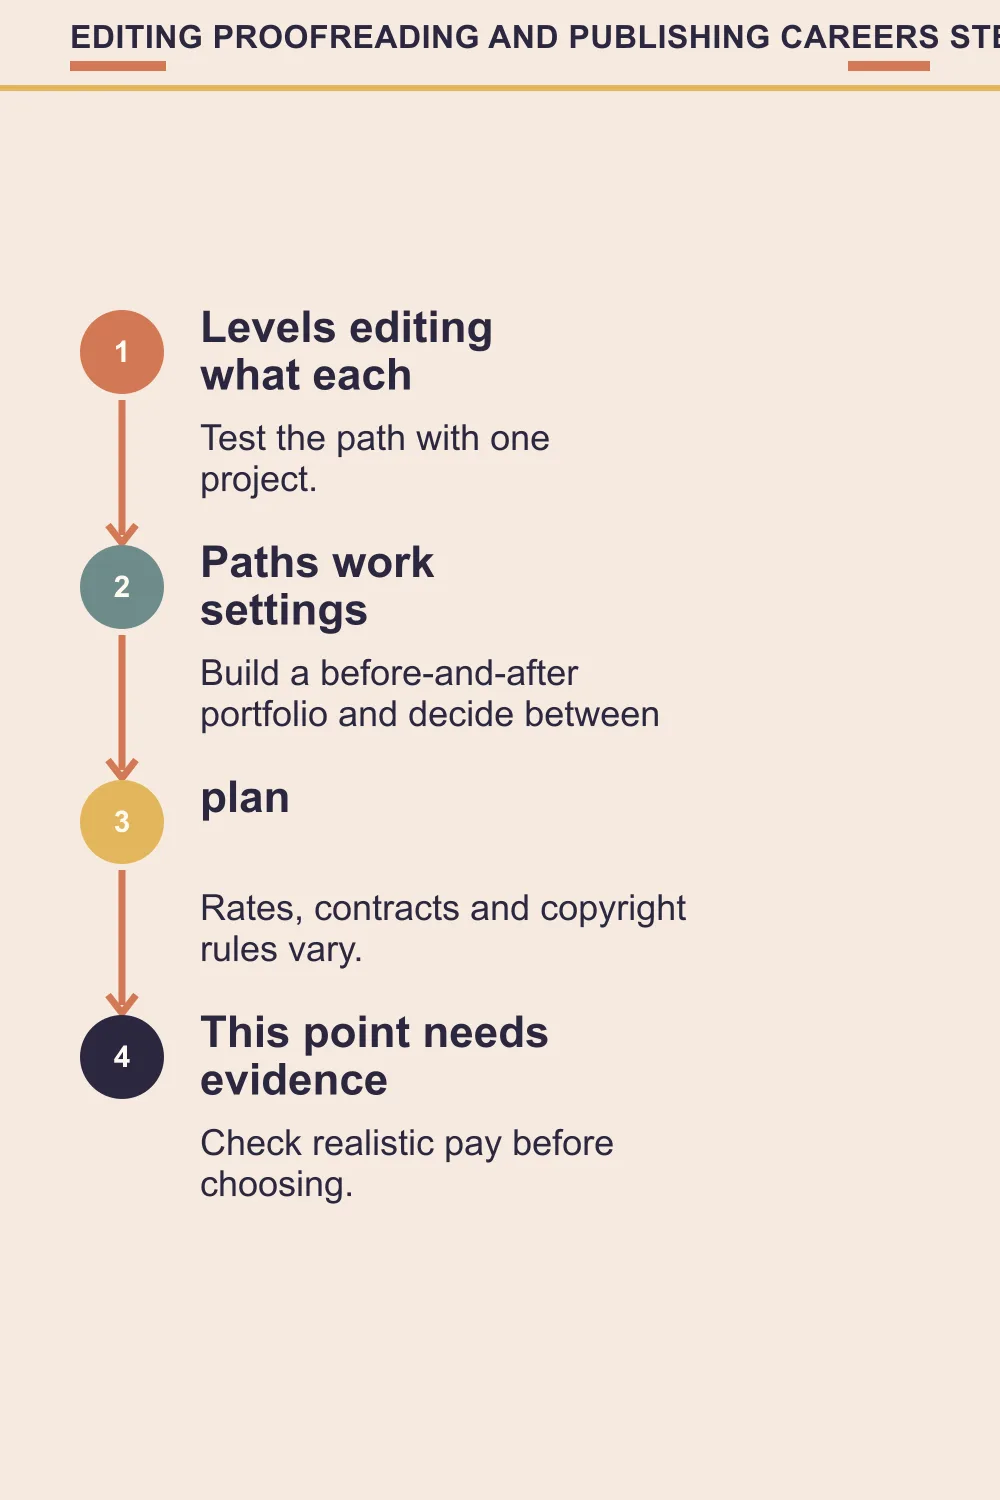 EDITING PROOFREADING AND PUBLISHING CAREERS STE
1
Levels editing
what each
Test the path with one
project.
2
Paths work
settings
Build a before-and-after
portfolio and decide between
3
plan
Rates, contracts and copyright
rules vary.
4
This point needs
evidence
Check realistic pay before
choosing.